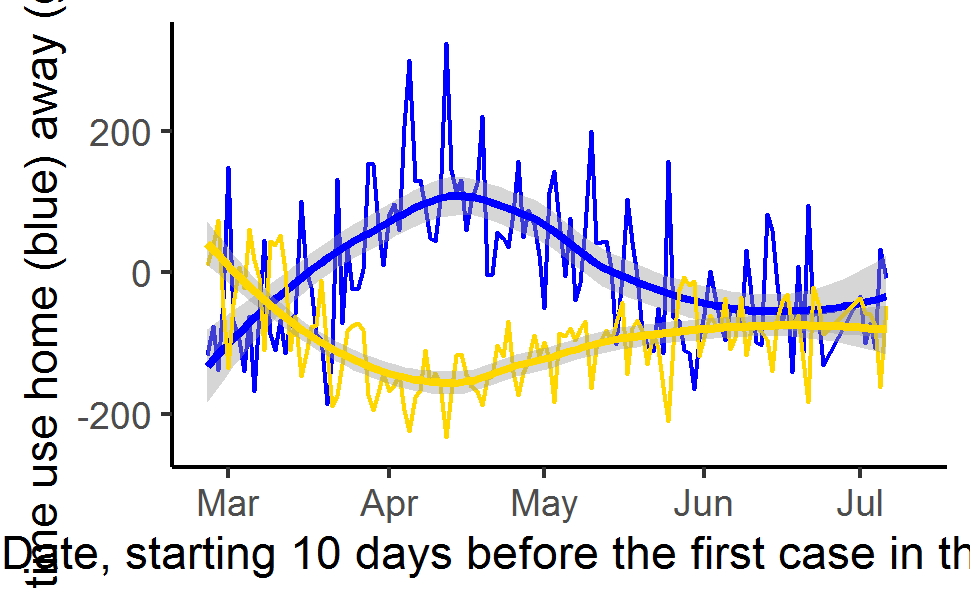 time use home (blue) away (
200
0
-200
Mar Apr May Jun Jul
Date, starting 10 days before the first case in th